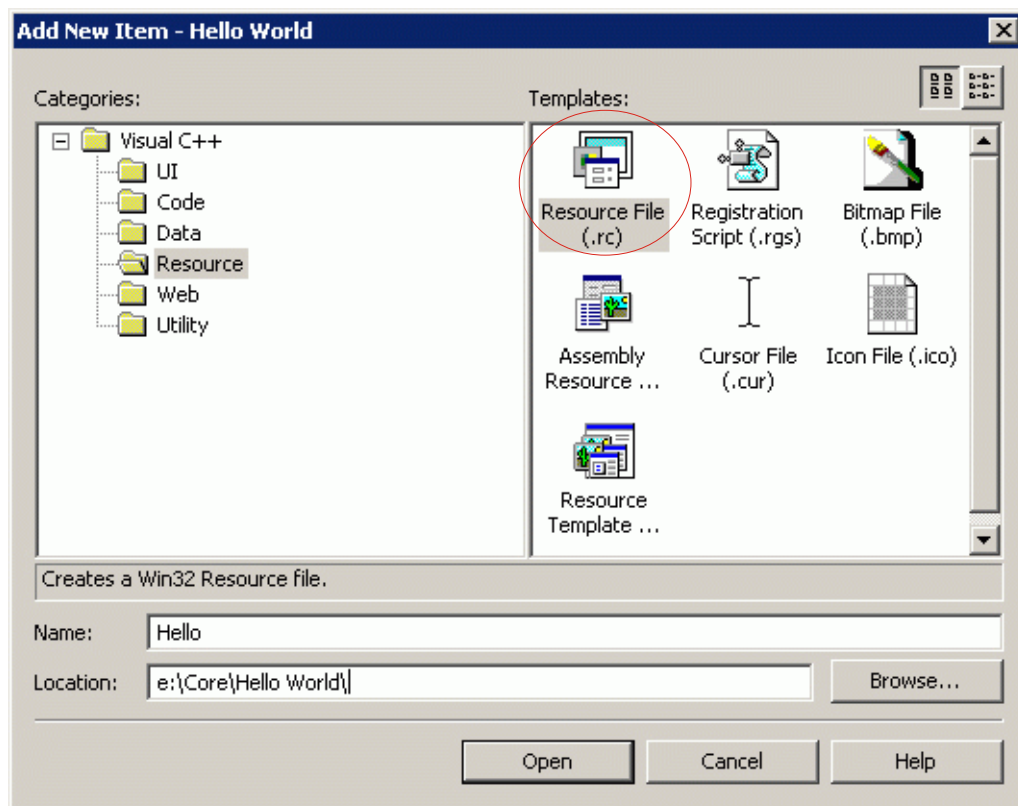 Add New Item - Hello World
Categories:
Templates:
Visual C++
UI
Code
Data
Resource
Web
Utility
Resource File
(.rc)
Registration
Script (.rgs)
Bitmap File
(.bmp)
Assembly
Resource ...
Cursor File
(.cur)
Icon File (.ico)
Resource
Template ...
Creates a Win32 Resource file.
Name: Hello
Location: e:\Core\Hello World\ Browse...
Open Cancel Help